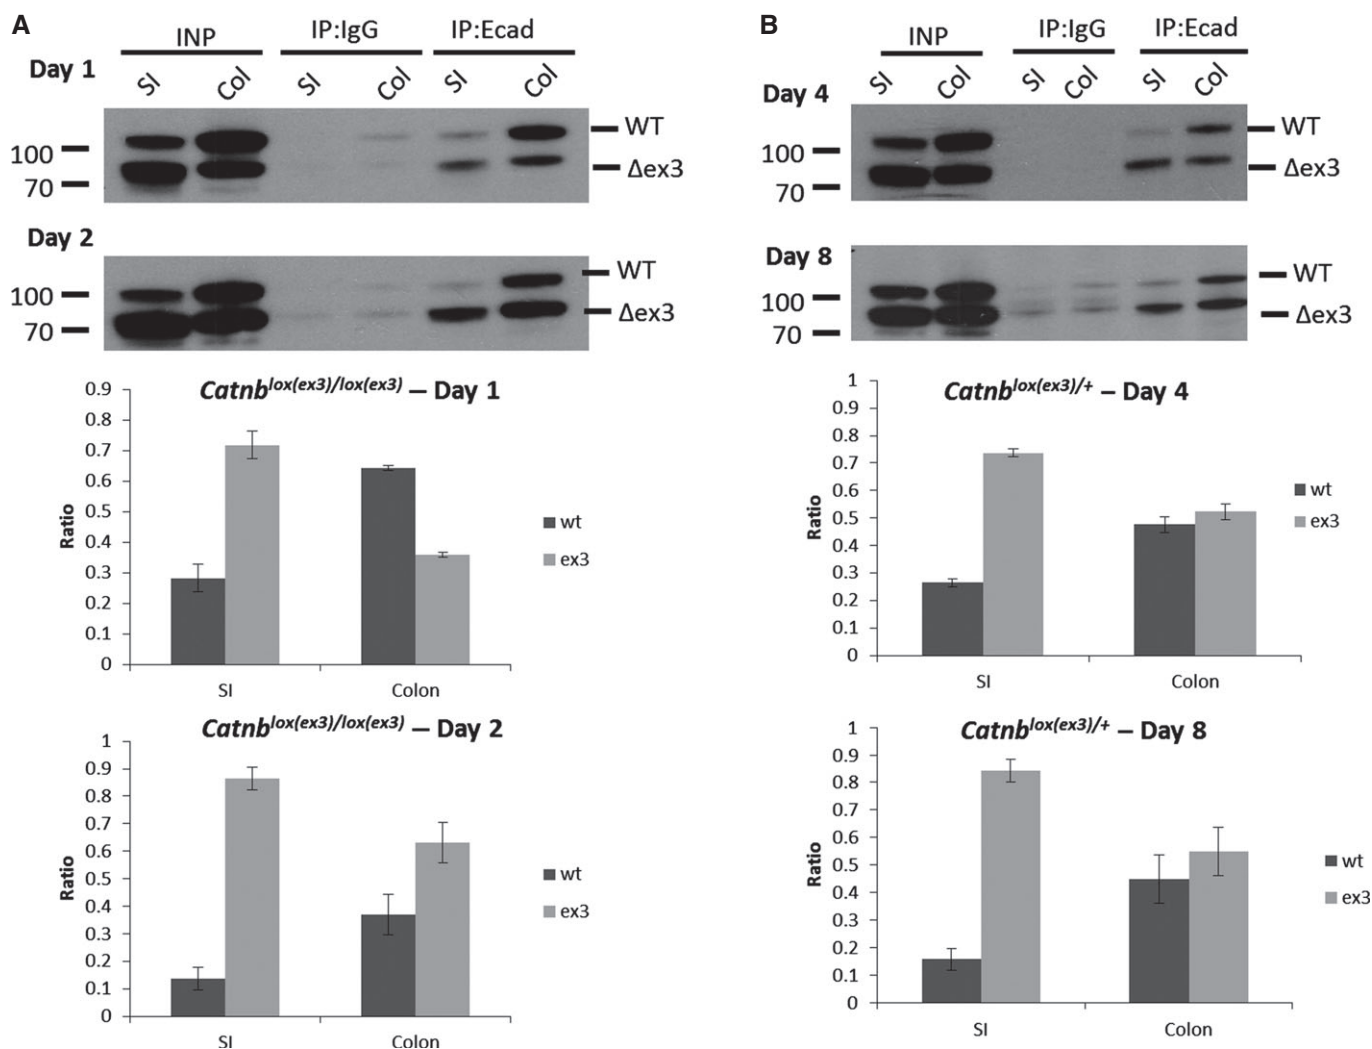 A
INP IP:IgG IP:Ecad
Day 1 SI Col SI Col SI Col
WT
100
Δex3
70
Day 2
WT
100
Δex3
70
Catnb^lox(ex3)/lox(ex3) – Day 1
0.9
0.8
0.7
0.6
0.5
0.4
0.3
0.2
0.1
0
Ratio
wt
ex3
SI Colon
Catnb^lox(ex3)/lox(ex3) – Day 2
1
0.9
0.8
0.7
0.6
0.5
0.4
0.3
0.2
0.1
0
Ratio
wt
ex3
SI Colon
B
INP IP:IgG IP:Ecad
SI Col SI Col SI Col
Day 4
WT
100
Δex3
70
Day 8
WT
100
Δex3
70
Catnb^lox(ex3)/+ – Day 4
1
0.9
0.8
0.7
0.6
0.5
0.4
0.3
0.2
0.1
0
Ratio
wt
ex3
SI Colon
Catnb^lox(ex3)/+ – Day 8
1
0.9
0.8
0.7
0.6
0.5
0.4
0.3
0.2
0.1
0
Ratio
wt
ex3
SI Colon